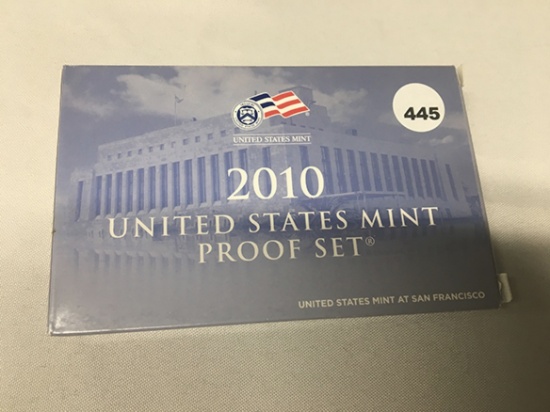 445
UNITED STATES MINT
2010
UNITED STATES MINT
PROOF SET®
UNITED STATES MINT AT SAN FRANCISCO